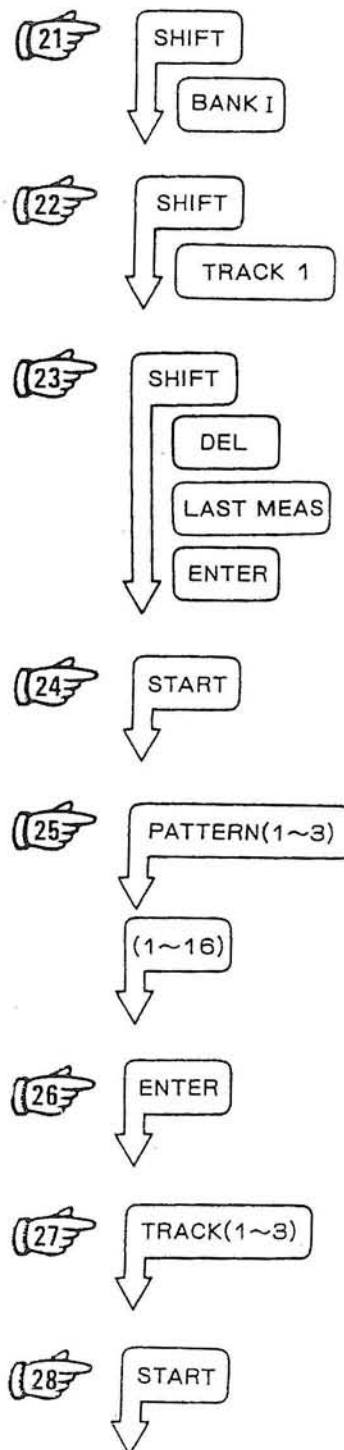 21 SHIFT
BANK I
22 SHIFT
TRACK 1
23 SHIFT
DEL
LAST MEAS
ENTER
24 START
25 PATTERN(1~3)
(1~16)
26 ENTER
27 TRACK(1~3)
28 START